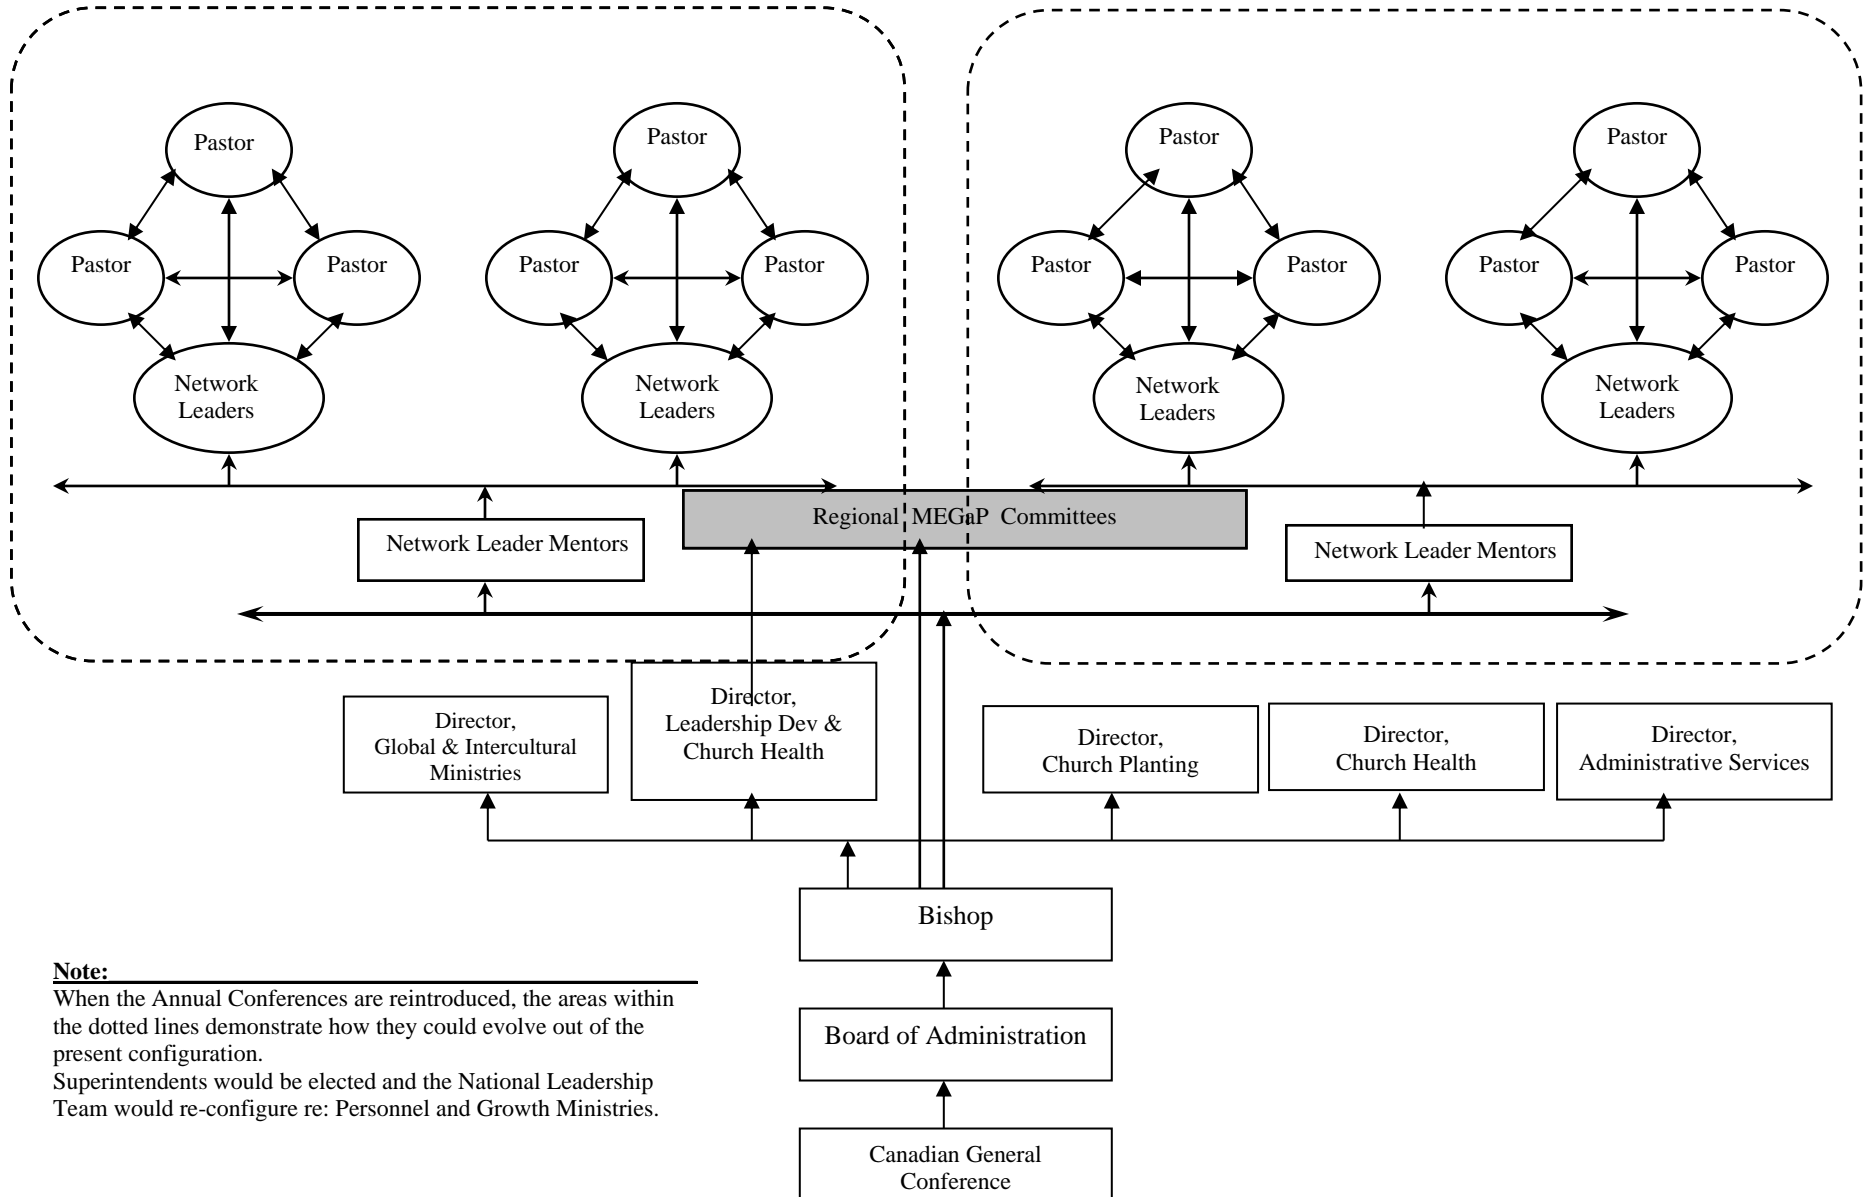 Pastor
Pastor
Pastor
Pastor
Pastor
Pastor
Pastor
Pastor
Pastor
Pastor
Pastor
Pastor
Network
Leaders
Network
Leaders
Network
Leaders
Network
Leaders
Regional MEGaP Committees
Network Leader Mentors
Network Leader Mentors
Director,
Global & Intercultural
Ministries
Director,
Leadership Dev &
Church Health
Director,
Church Planting
Director,
Church Health
Director,
Administrative Services
Bishop
Board of Administration
Canadian General
Conference
Note:
When the Annual Conferences are reintroduced, the areas within
the dotted lines demonstrate how they could evolve out of the
present configuration.
Superintendents would be elected and the National Leadership
Team would re-configure re: Personnel and Growth Ministries.